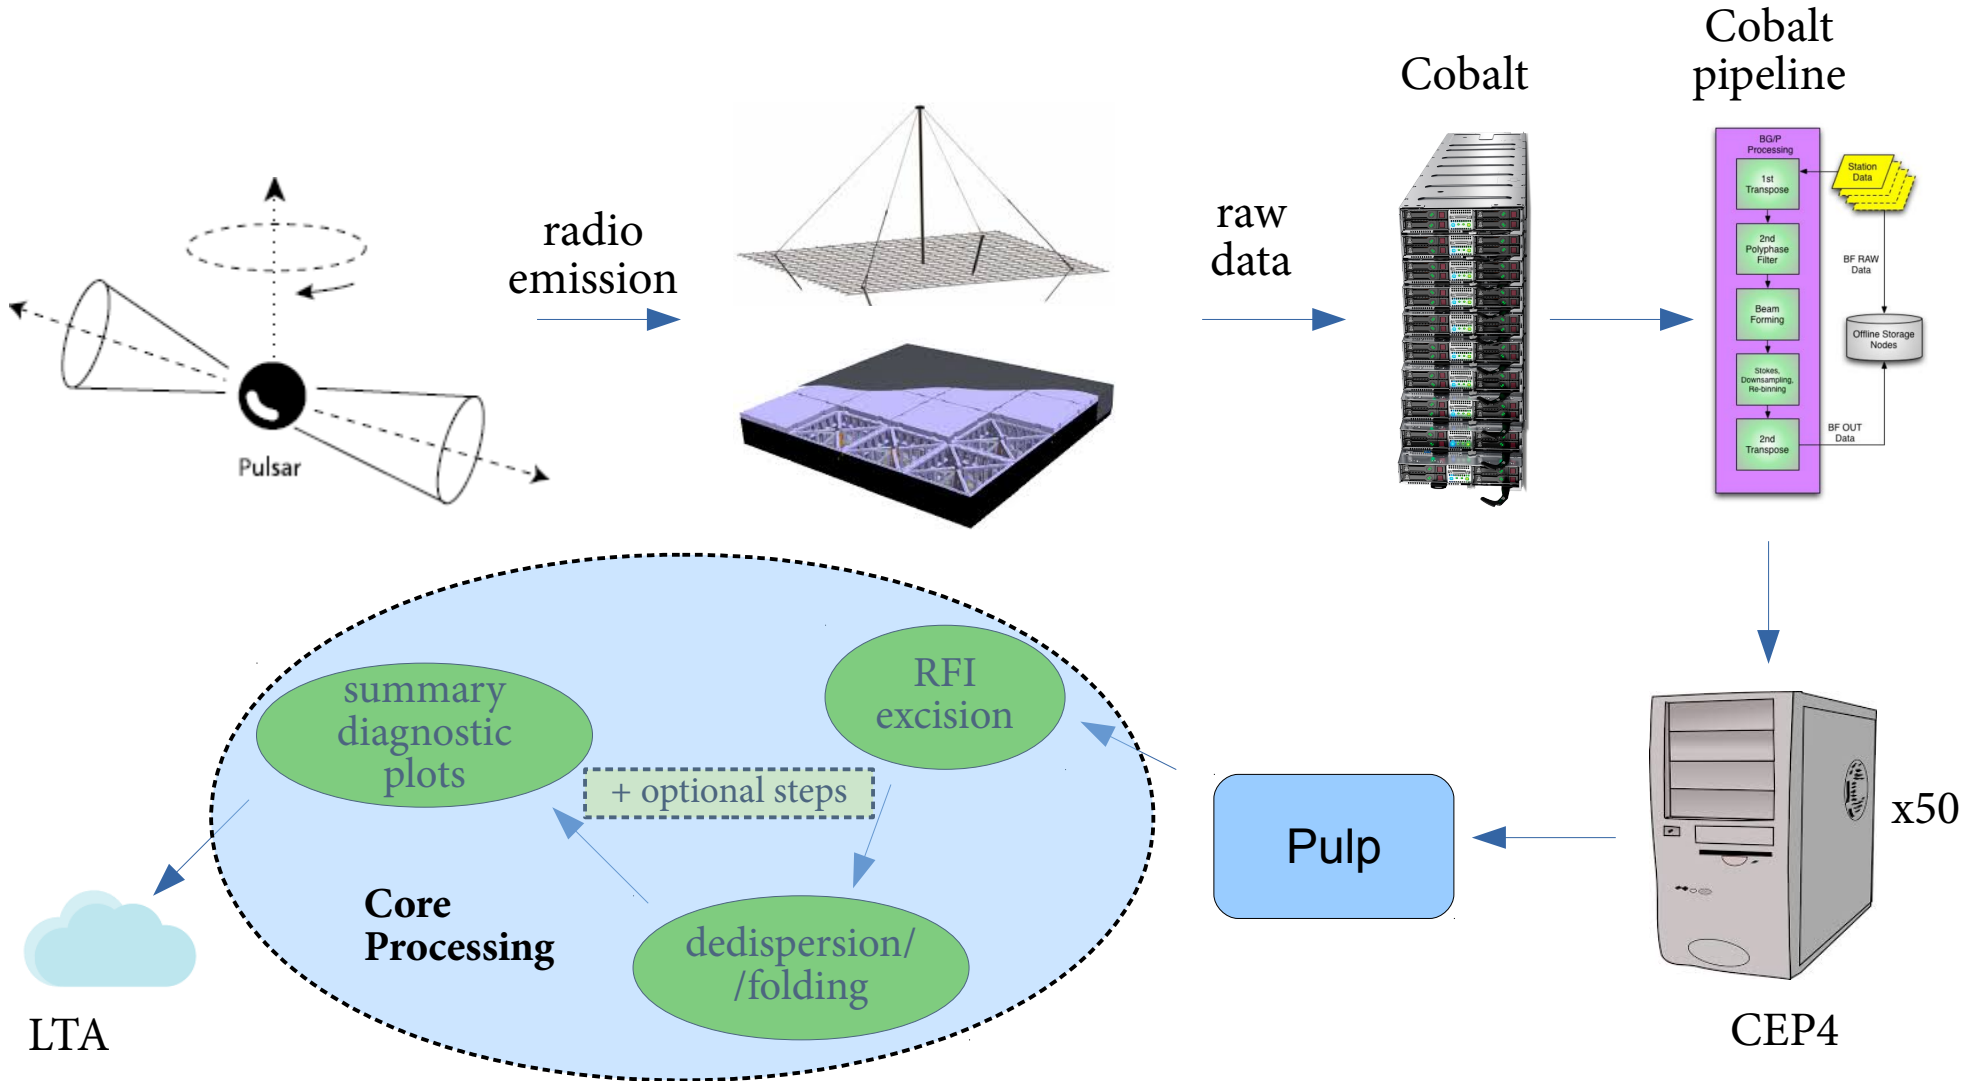 Cobalt
Cobalt
pipeline
radio
emission
raw
data
Pulsar
BG/P
Processing
1st
Transpose
Station
Data
2nd
Polyphase
Filter
BF RAW
Data
Beam
Forming
Offline Storage
Nodes
Stokes,
Downsampling,
Re-binning
BF OUT
Data
2nd
Transpose
x50
CEP4
Pulp
RFI
excision
summary
diagnostic
plots
+ optional steps
dedispersion/
/folding
Core
Processing
LTA